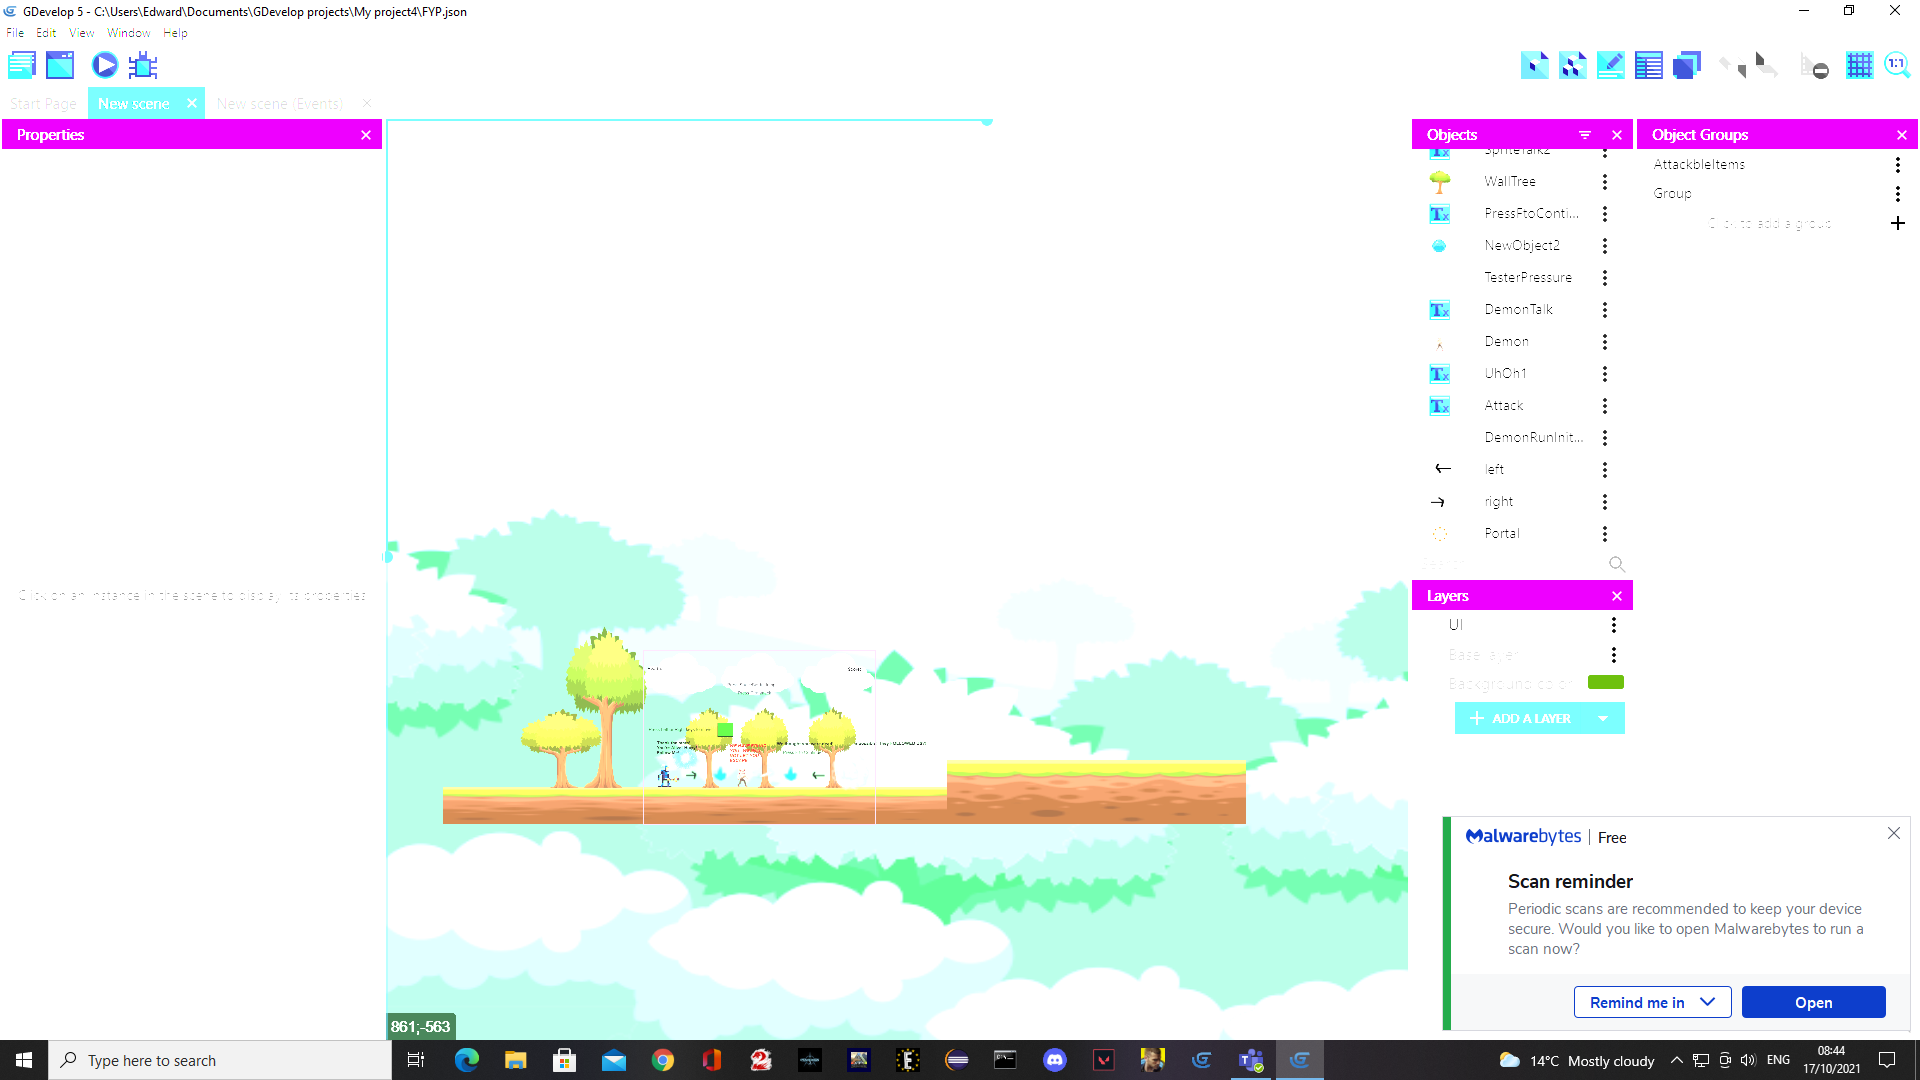 GDevelop 5 - C:\Users\Edward\Documents\GDevelop projects\My project4\FYP.json
File Edit View Window Help
1:1
Start Page New scene New scene (Events)
Properties
Objects
Object Groups
SpriteTalk2
WallTree
PressFtoConti...
NewObject2
TesterPressure
DemonTalk
Demon
UhOh1
Attack
DemonRunInit...
left
right
Portal
Search
AttackbleItems
Group
Click to add a group
Click on an instance in the scene to display its properties
Layers
UI
Base layer
Background color
ADD A LAYER
861;-563
Malwarebytes | Free
Scan reminder
Periodic scans are recommended to keep your device
secure. Would you like to open Malwarebytes to run a
scan now?
Remind me in
Open
Type here to search
14°C Mostly cloudy
ENG
08:44
17/10/2021